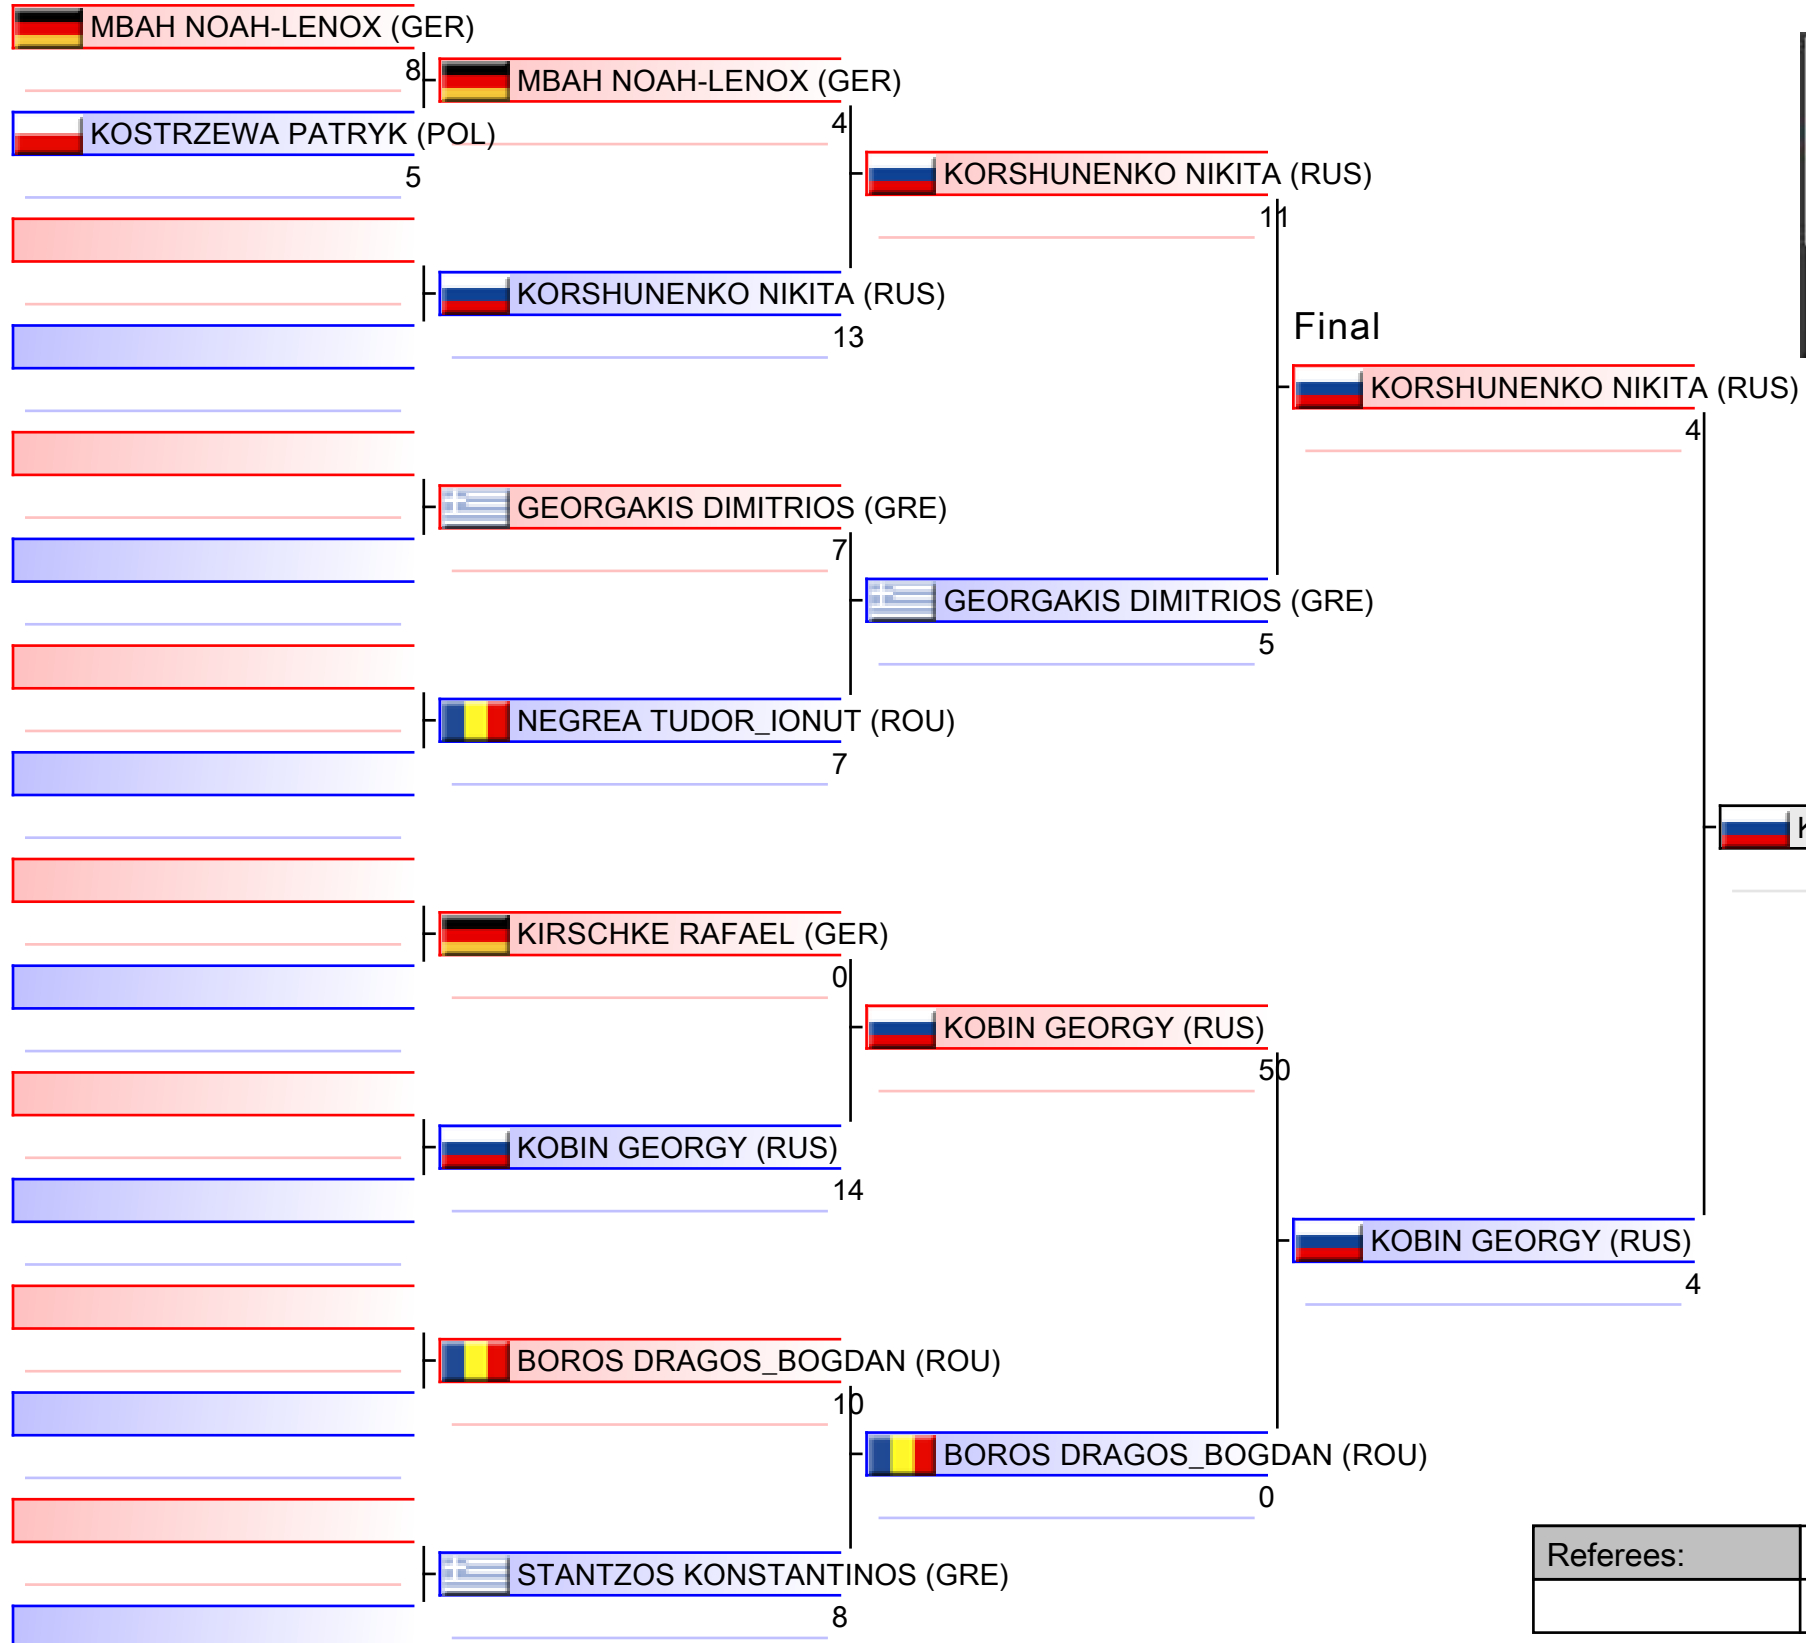 MBAH NOAH-LENOX (GER)
8
KOSTRZEWA PATRYK (POL)
5
MBAH NOAH-LENOX (GER)
4
KORSHUNENKO NIKITA (RUS)
13
GEORGAKIS DIMITRIOS (GRE)
7
NEGREA TUDOR_IONUT (ROU)
7
KIRSCHKE RAFAEL (GER)
0
KOBIN GEORGY (RUS)
14
BOROS DRAGOS_BOGDAN (ROU)
10
STANTZOS KONSTANTINOS (GRE)
8
KORSHUNENKO NIKITA (RUS)
11
GEORGAKIS DIMITRIOS (GRE)
5
KOBIN GEORGY (RUS)
50
BOROS DRAGOS_BOGDAN (ROU)
0
Final
KORSHUNENKO NIKITA (RUS)
4
KOBIN GEORGY (RUS)
4
Referees: